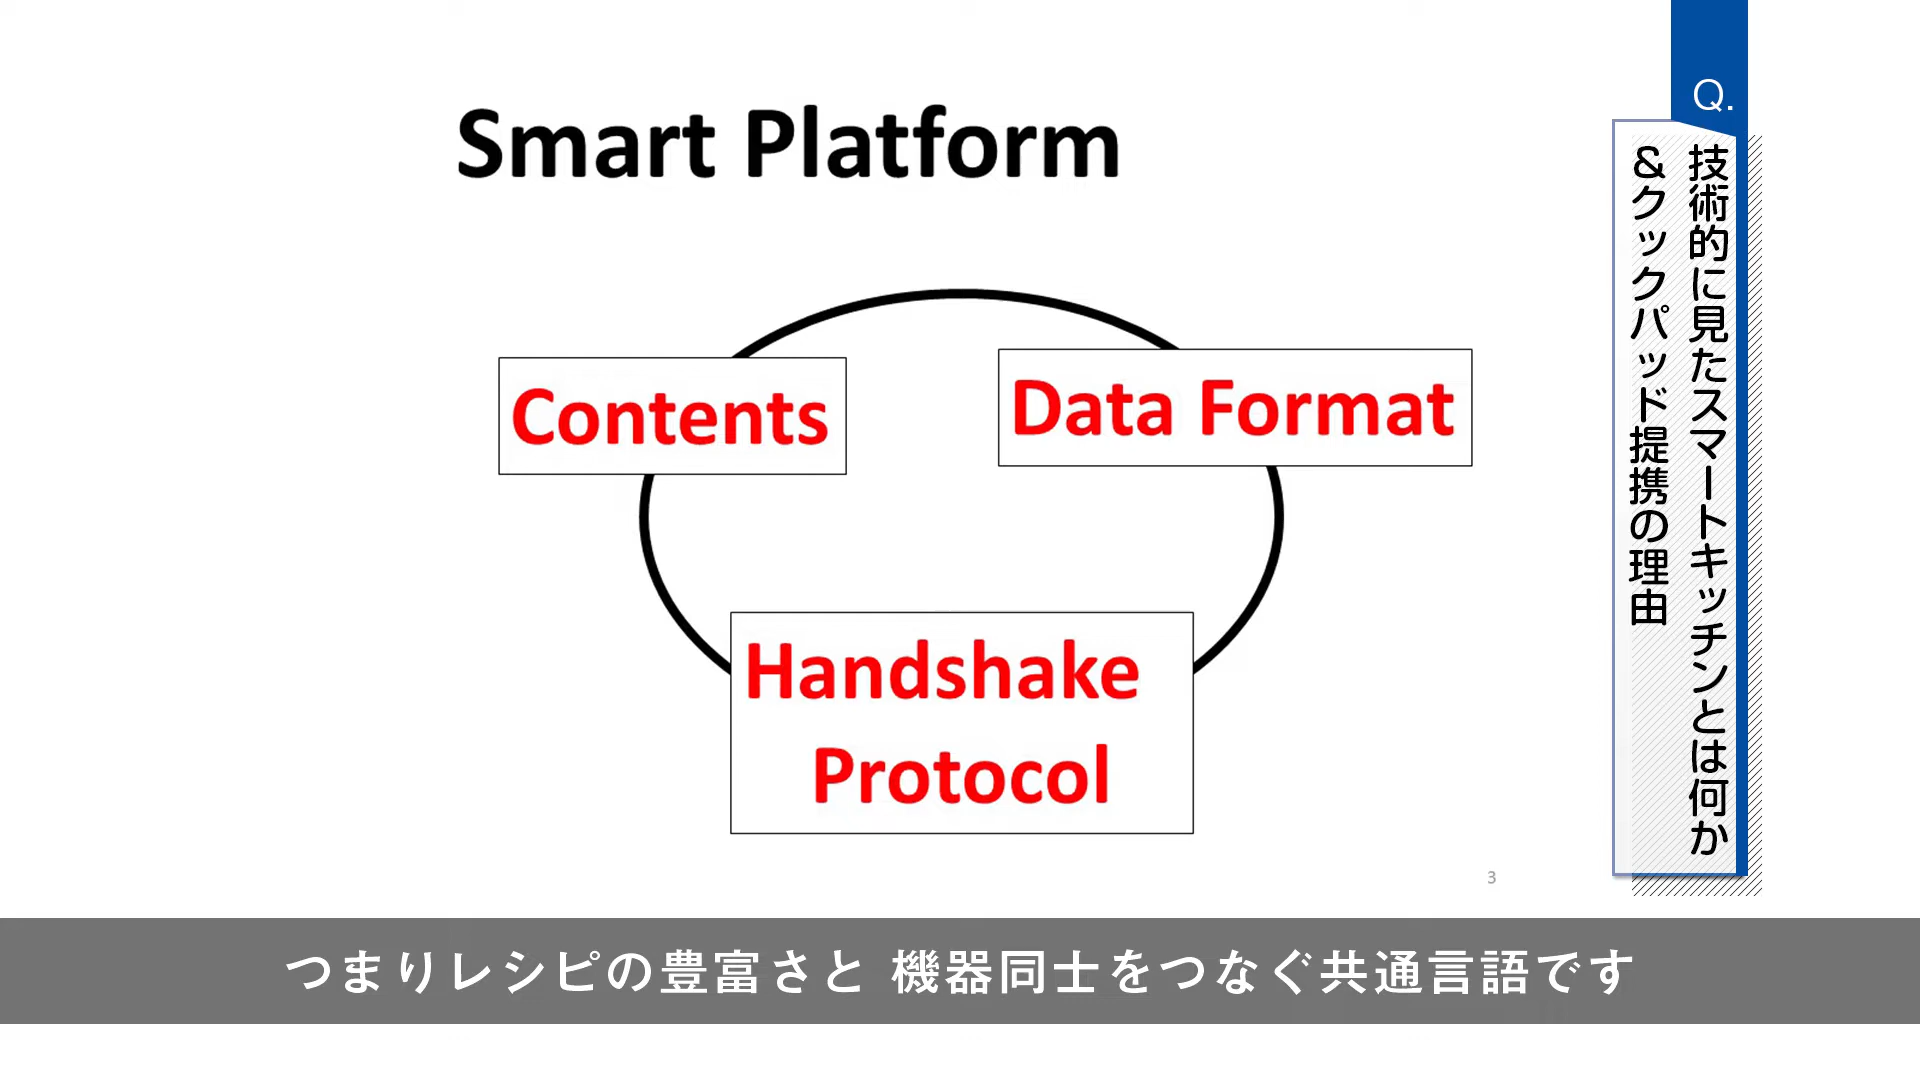 Smart Platform
Contents
Data Format
Handshake
Protocol
3
Q.
技術的に見たスマートキッチンとは何か
&クックパッド提携の理由
つまりレシピの豊富さと 機器同士をつなぐ共通言語です